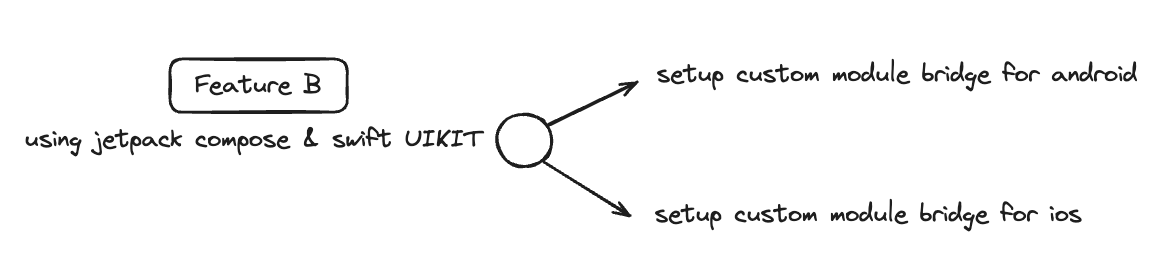 Feature B
using jetpack compose & swift UIKIT
setup custom module bridge for android
setup custom module bridge for ios